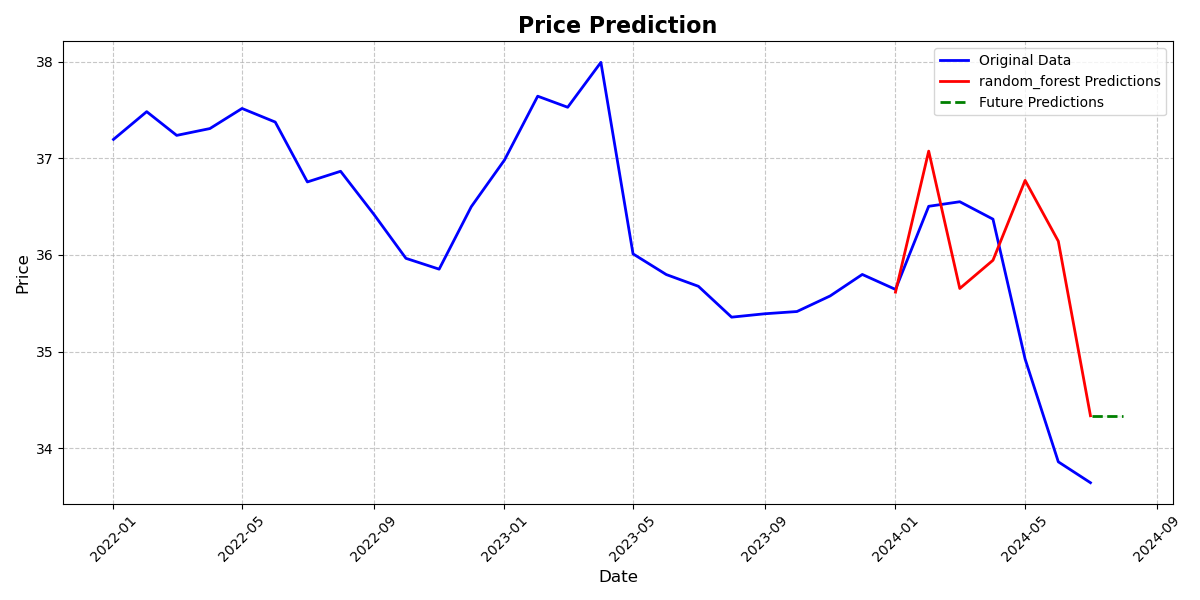 Price Prediction
Original Data
random_forest Predictions
Future Predictions
Price
38
37
36
35
34
2022-01
2022-05
2022-09
2023-01
2023-05
2023-09
2024-01
2024-05
2024-09
Date